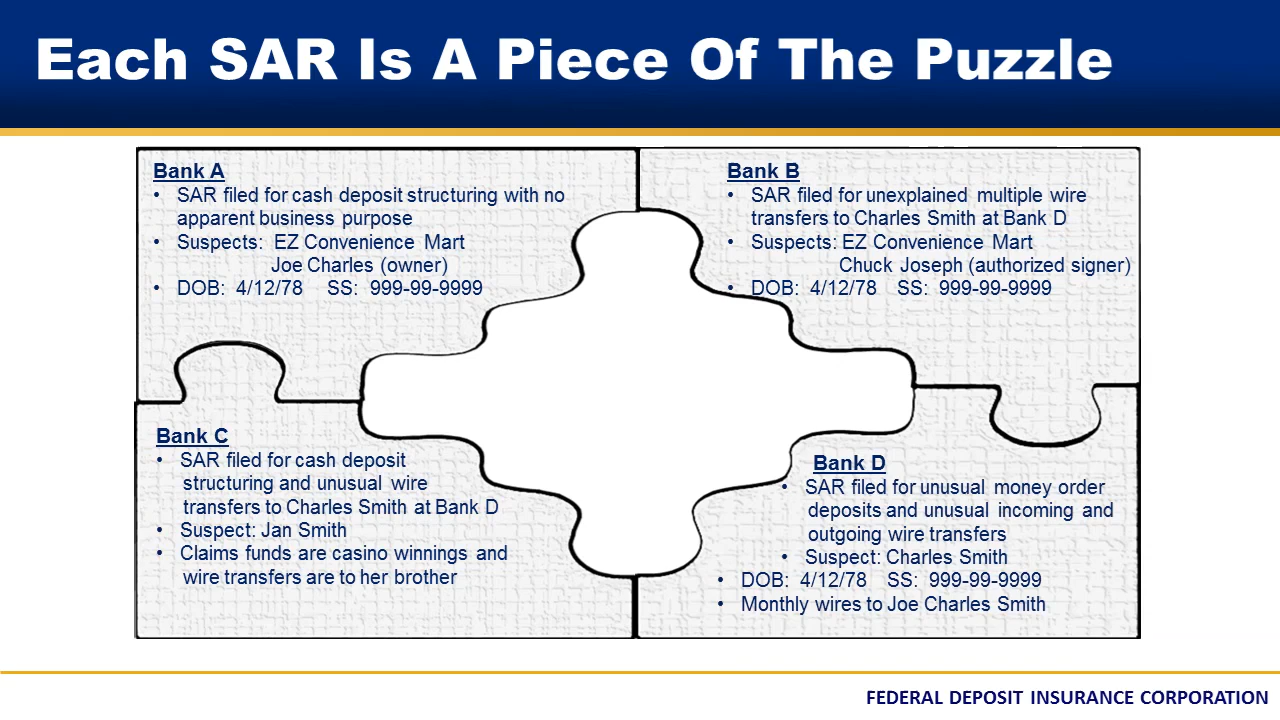 Each SAR Is A Piece Of The Puzzle
Bank A
• SAR filed for cash deposit structuring with no
apparent business purpose
• Suspects: EZ Convenience Mart
Joe Charles (owner)
• DOB: 4/12/78 SS: 999-99-9999
Bank B
• SAR filed for unexplained multiple wire
transfers to Charles Smith at Bank D
• Suspects: EZ Convenience Mart
Chuck Joseph (authorized signer)
• DOB: 4/12/78 SS: 999-99-9999
Bank C
• SAR filed for cash deposit
structuring and unusual wire
transfers to Charles Smith at Bank D
• Suspect: Jan Smith
• Claims funds are casino winnings and
wire transfers are to her brother
Bank D
• SAR filed for unusual money order
deposits and unusual incoming and
outgoing wire transfers
• Suspect: Charles Smith
• DOB: 4/12/78 SS: 999-99-9999
• Monthly wires to Joe Charles Smith
FEDERAL DEPOSIT INSURANCE CORPORATION